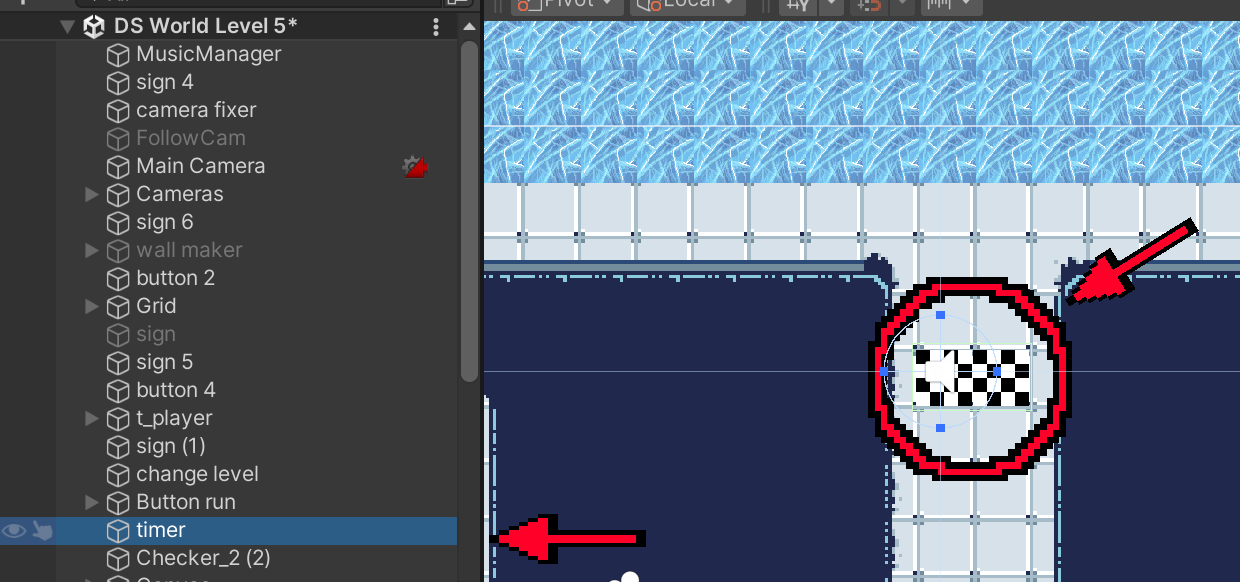 DS World Level 5*
MusicManager
sign 4
camera fixer
FollowCam
Main Camera
Cameras
sign 6
wall maker
button 2
Grid
sign
sign 5
button 4
t_player
sign (1)
change level
Button run
timer
Checker_2 (2)
Pivot
Local